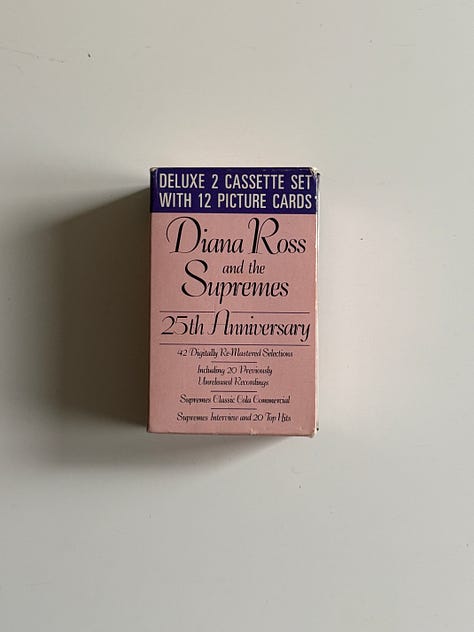 DELUXE 2 CASSETTE SET
WITH 12 PICTURE CARDS
Diana Ross
and the
Supremes
25th Anniversary
42 Digitally Re-Mastered Selections
Including 20 Previously
Unreleased Recordings
Supremes Classic Cola Commercial
Supremes Interview and 20 Top Hits